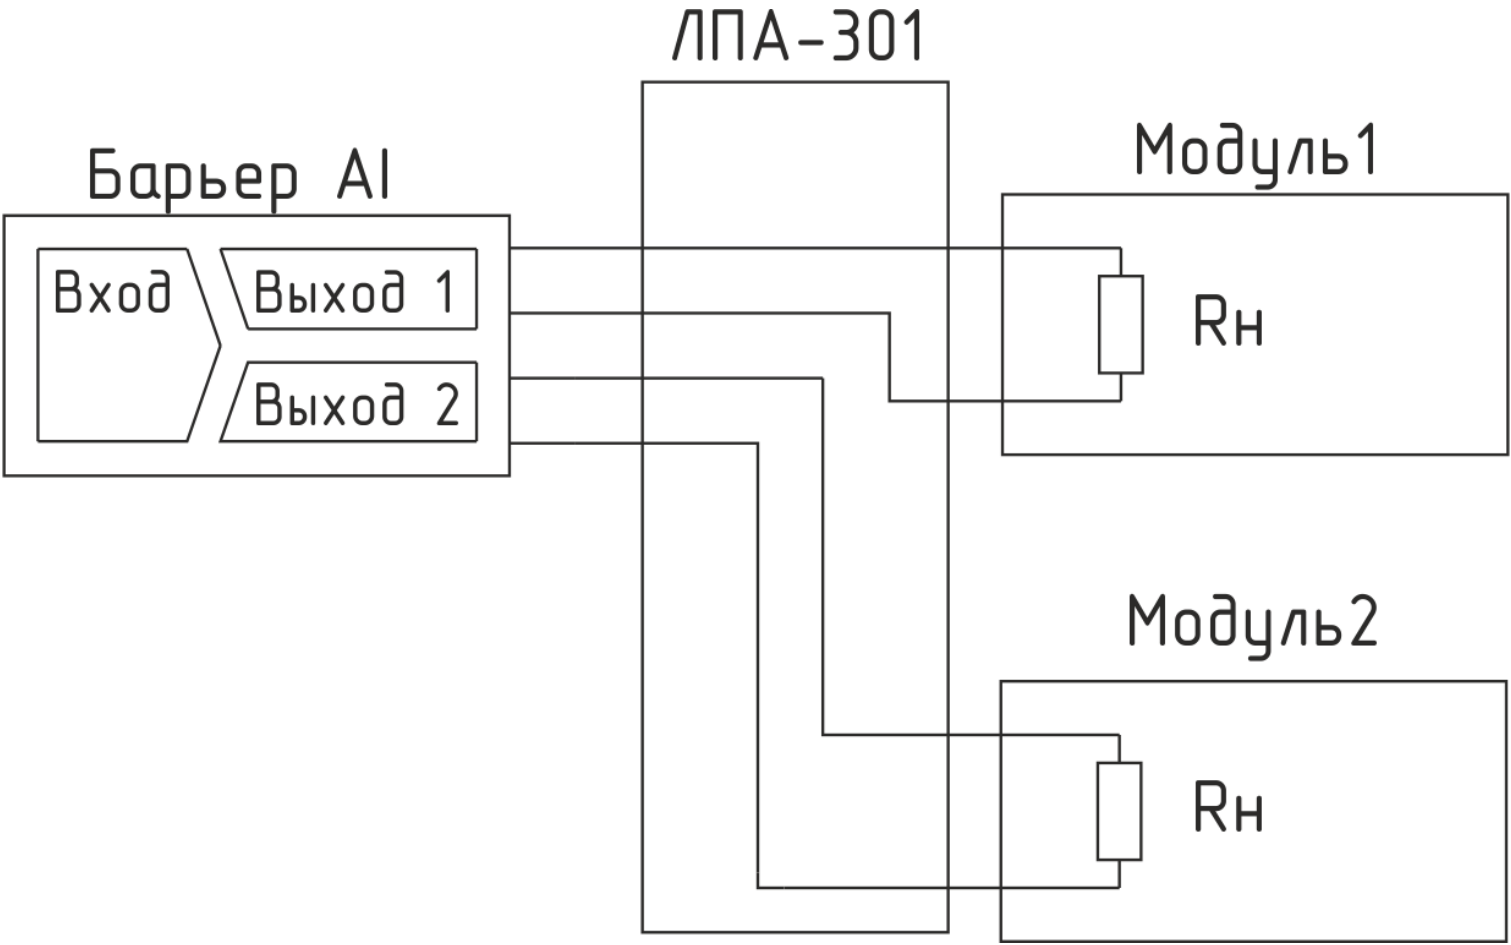 ЛПА-301
Барьер AI
Вход
Выход 1
Выход 2
Модуль1
Rн
Модуль2
Rн